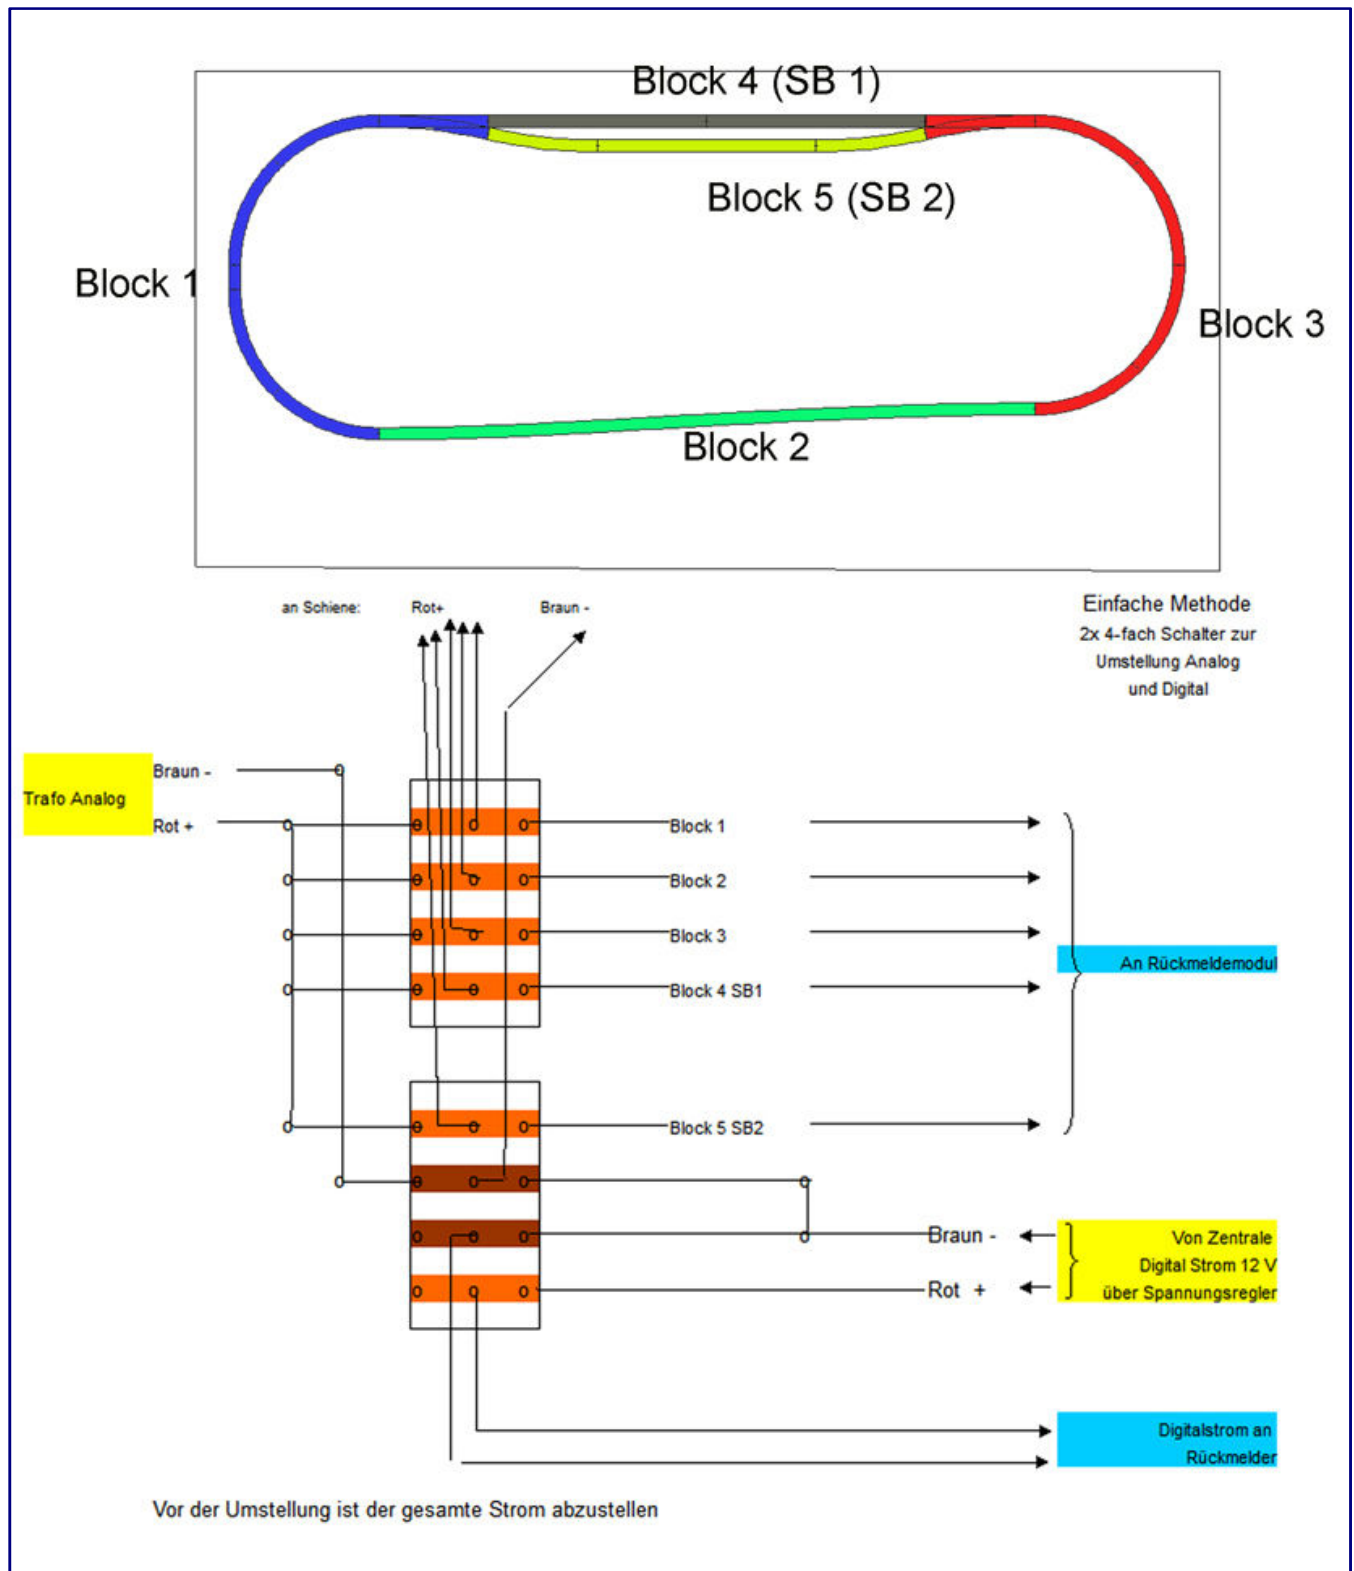 Block 4 (SB 1)
Block 5 (SB 2)
Block 1
Block 3
Block 2
an Schiene:
Rot+
Braun -
Einfache Methode
2x 4-fach Schalter zur
Umstellung Analog
und Digital
Trafo Analog
Braun -
Rot +
Block 1
Block 2
Block 3
Block 4 SB1
An Rückmeldemodul
Block 5 SB2
Braun -
Rot +
Von Zentrale
Digital Strom 12 V
über Spannungsregler
Digitalstrom an
Rückmelder
Vor der Umstellung ist der gesamte Strom abzustellen